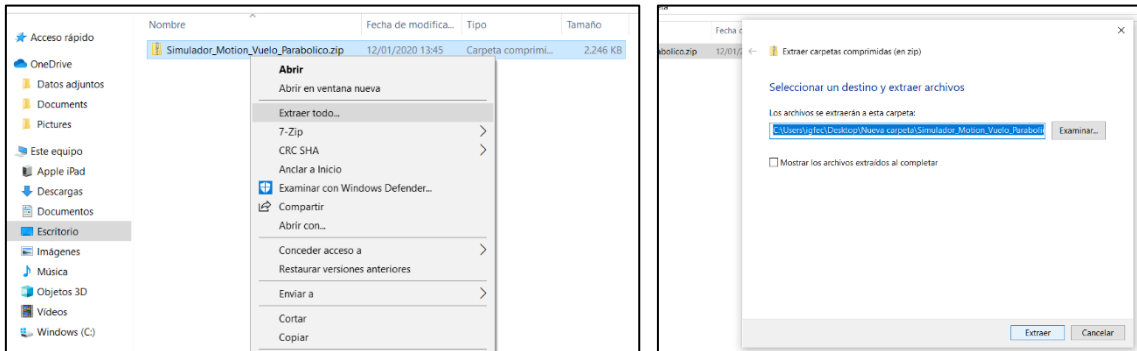 Nombre Fecha de modifica... Tipo Tamaño
Acceso rápido
Simulador_Motion_Vuelo_Parabolico.zip 12/01/2020 13:45 Carpeta comprimi... 2.246 KB
OneDrive
Datos adjuntos
Documents
Pictures
Este equipo
Apple iPad
Descargas
Documentos
Escritorio
Imágenes
Música
Objetos 3D
Vídeos
Windows (C:)
Abrir
Abrir en ventana nueva
Extraer todo...
7-Zip
CRC SHA
Anclar a Inicio
Examinar con Windows Defender...
Compartir
Abrir con...
Conceder acceso a
Restaurar versiones anteriores
Enviar a
Cortar
Copiar
Fecha
abolico.zip 12/01/2
Extraer carpetas comprimidas (en zip)
Seleccionar un destino y extraer archivos
Los archivos se extraerán a esta carpeta:
C:\Users\jgfec\Desktop\Nueva carpeta\Simulador_Motion_Vuelo_Paraboli
Examinar...
Mostrar los archivos extraídos al completar
Extraer Cancelar